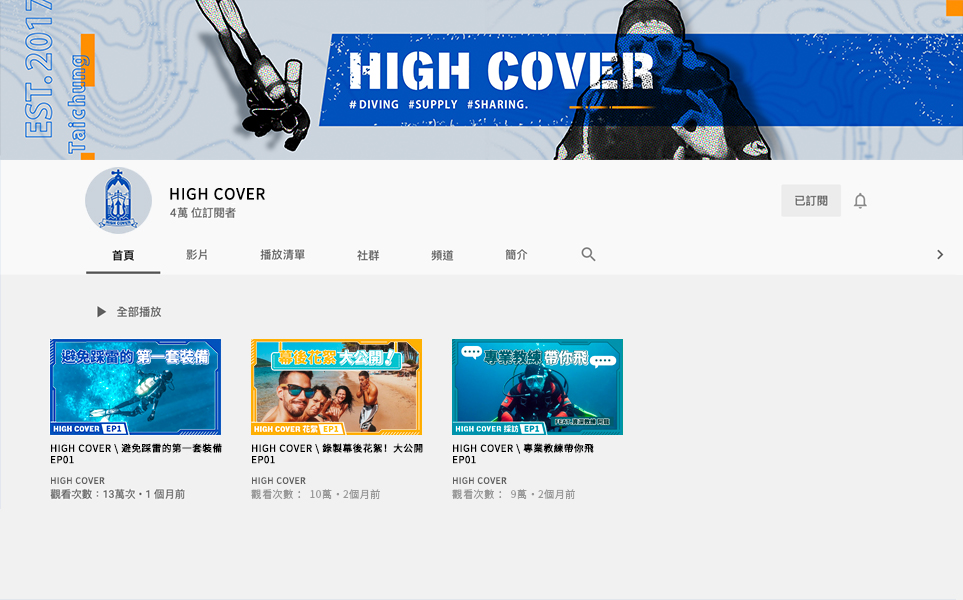 EST.2017
Taichung
HIGH COVER
#DIVING #SUPPLY #SHARING.
HIGH COVER
HIGH COVER
4萬 位訂閱者
已訂閱
首頁
影片
播放清單
社群
頻道
簡介
全部播放
避免踩雷的 第一套裝備
HIGH COVER EP1
幕後花絮 大公開!
HIGH COVER 花絮 EP1
專業教練 帶你飛
HIGH COVER 採訪 EP1
HIGH COVER \ 避免踩雷的第一套裝備
EP01
HIGH COVER
觀看次數：13萬次・1 個月前
HIGH COVER \ 錄製幕後花絮！大公開
EP01
HIGH COVER
觀看次數： 10萬・2個月前
HIGH COVER \ 專業教練帶你飛
EP01
HIGH COVER
觀看次數： 9萬・2個月前